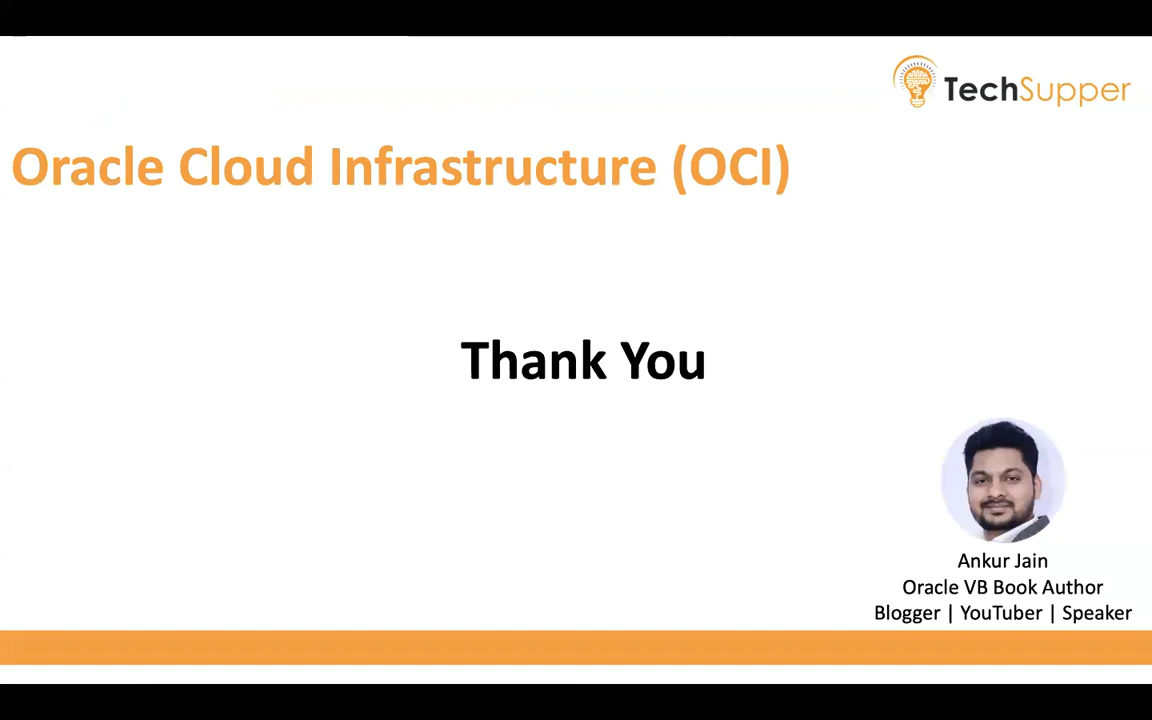 TechSupper
Oracle Cloud Infrastructure (OCI)
Thank You
Ankur Jain
Oracle VB Book Author
Blogger | YouTuber | Speaker